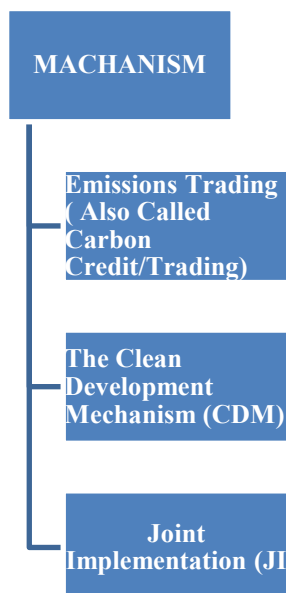 MACHANISM
Emissions Trading
( Also Called
Carbon
Credit/Trading)
The Clean
Development
Mechanism (CDM)
Joint
Implementation (JI